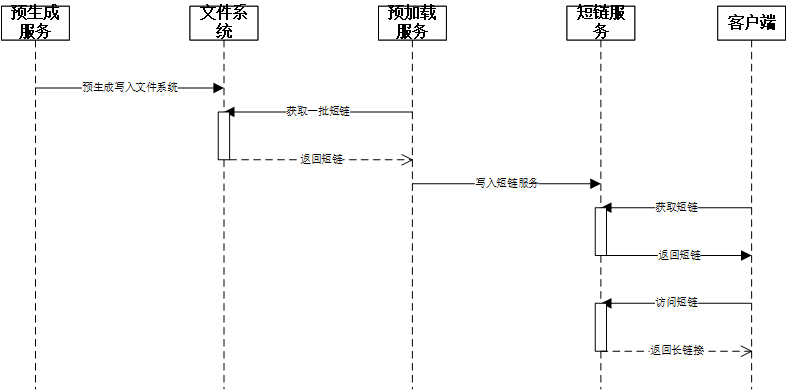 预生成
服务
文件系
统
预加载
服务
短链服
务
客户端
预生成写入文件系统
获取一批短链
返回短链
写入短链服务
获取短链
返回短链
访问短链
返回长链接